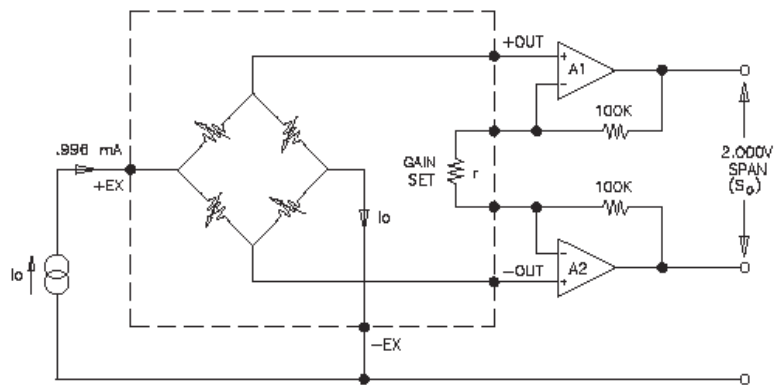 +OUT
A1
100K
.996 mA
+EX
GAIN
SET
r
2.000V
SPAN
(So)
100K
Io
Io
A2
−OUT
−EX
+
−
−
+